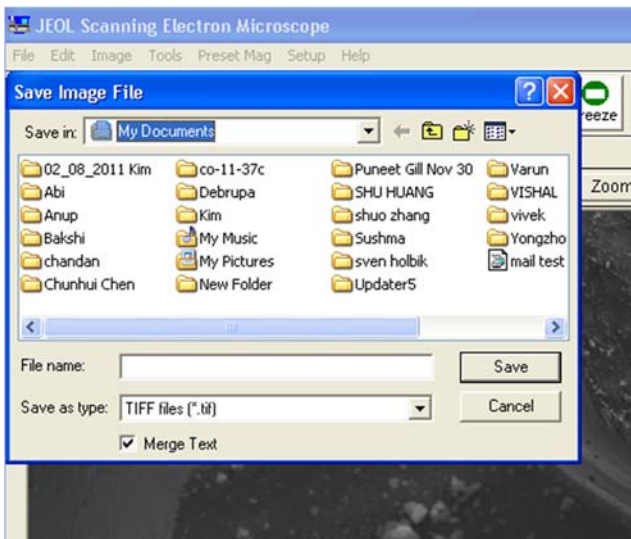 JEOL Scanning Electron Microscope
File Edit Image Tools Preset Mag Setup Help
Save Image File
reeze
Save in: My Documents
Zoom
02_08_2011 Kim co-11-37c Puneet Gill Nov 30 Varun
Abi Debrupa SHU HUANG VISHAL
Anup Kim shuo zhang vivek
Bakshi My Music Sushma Yongzho
chandan My Pictures sven holbik mail test
Chunhui Chen New Folder Updater5
File name: Save
Save as type: TIFF files (*.tif) Cancel
Merge Text